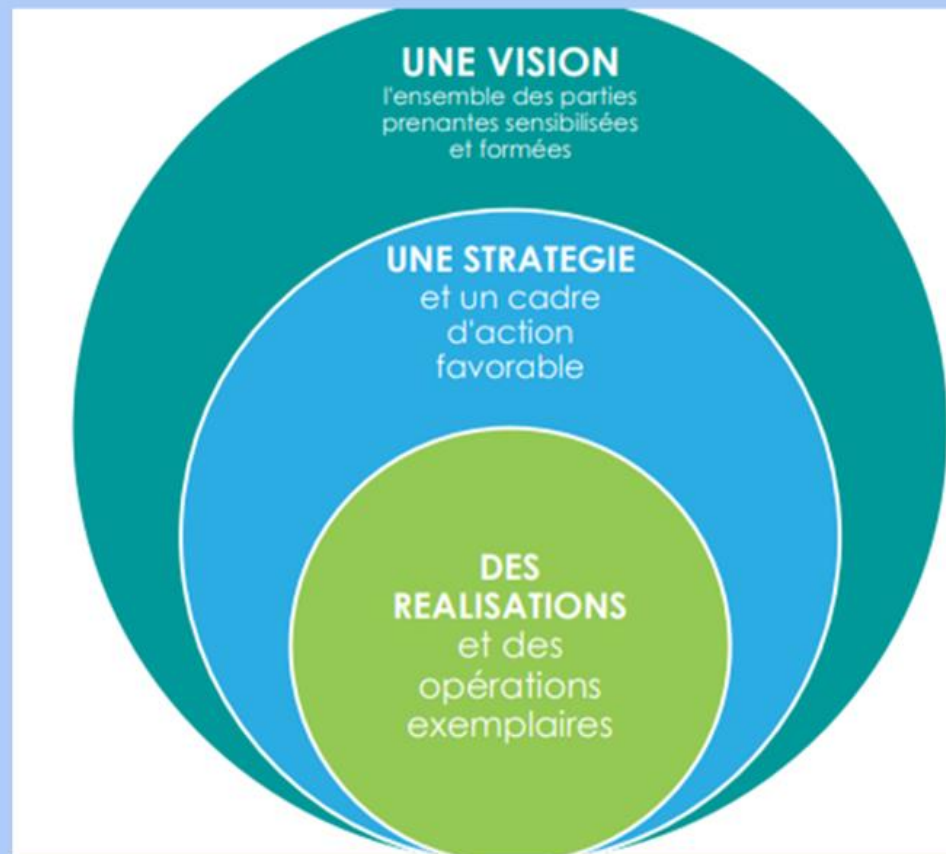 UNE VISION
l'ensemble des parties
prenantes sensibilisées
et formées
UNE STRATEGIE
et un cadre
d'action
favorable
DES
REALISATIONS
et des
opérations
exemplaires